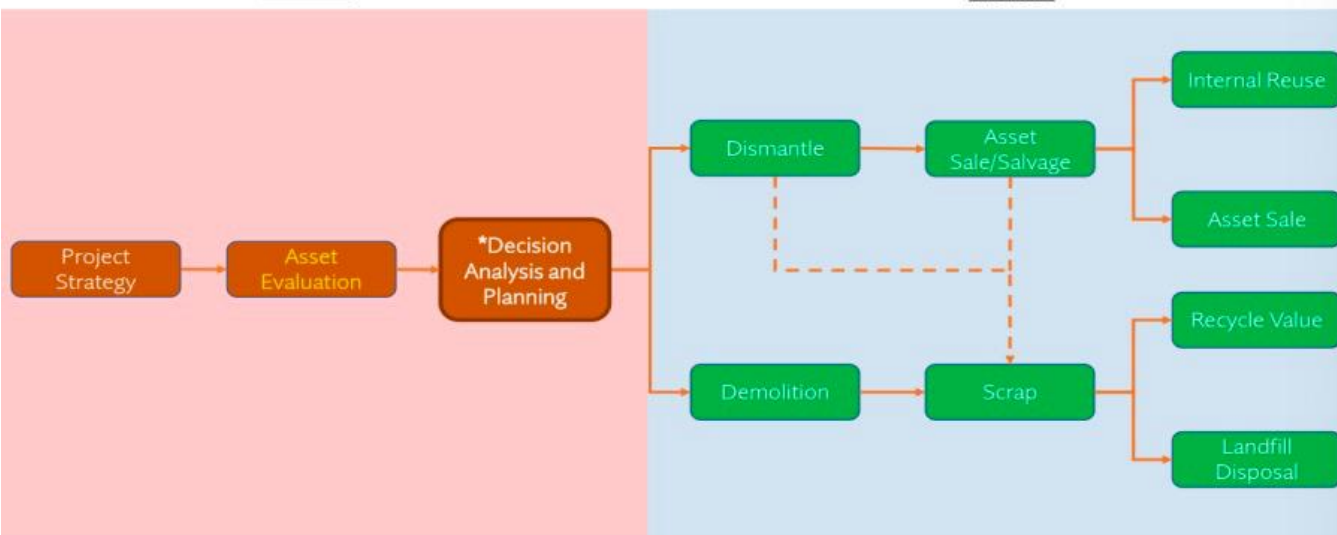 Internal Reuse
Dismantle
Asset
Sale/Salvage
Asset Sale
Project
Strategy
Asset
Evaluation
*Decision
Analysis and
Planning
Recycle Value
Demolition
Scrap
Landfill
Disposal